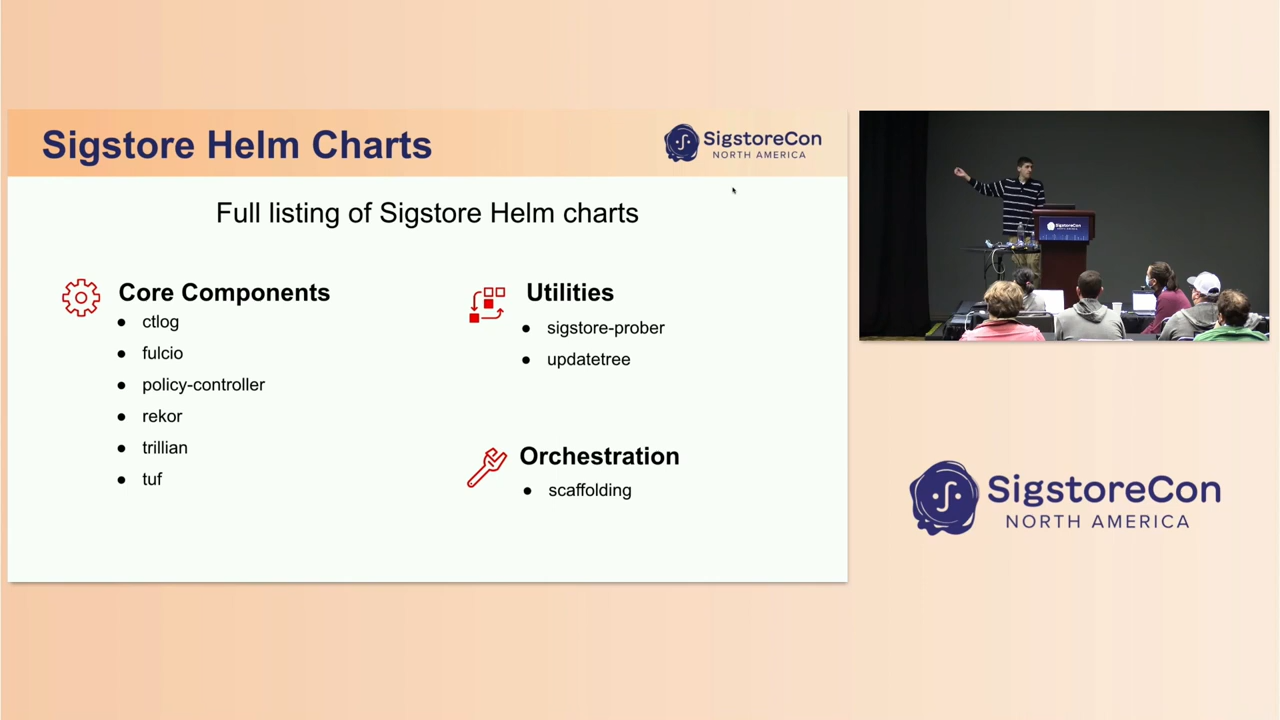 Sigstore Helm Charts
SigstoreCon
NORTH AMERICA
Full listing of Sigstore Helm charts
Core Components
ctlog
fulcio
policy-controller
rekor
trillian
tuf
Utilities
sigstore-prober
updatetree
Orchestration
scaffolding
SigstoreCon
SigstoreCon
NORTH AMERICA